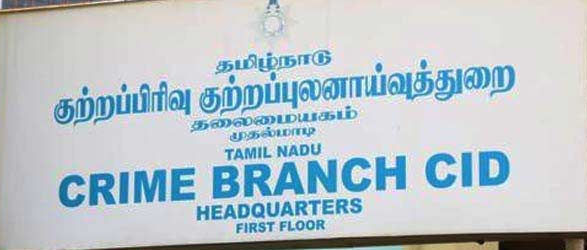 தமிழ்நாடு
குற்றப்பிரிவு குற்றப்புலனாய்வுத்துறை
தலைமையகம்
முதல்மாடி
TAMIL NADU
CRIME BRANCH CID
HEADQUARTERS
FIRST FLOOR